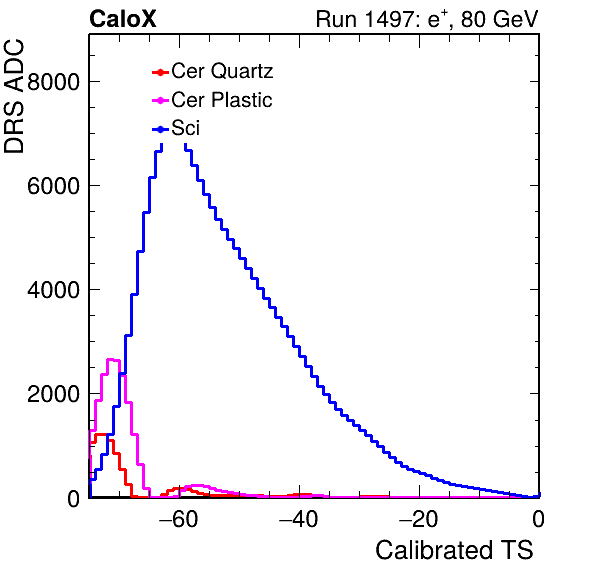 CaloX Run 1497: e⁺, 80 GeV
DRS ADC
8000
6000
4000
2000
0
Cer Quartz
Cer Plastic
Sci
−60 −40 −20 0
Calibrated TS